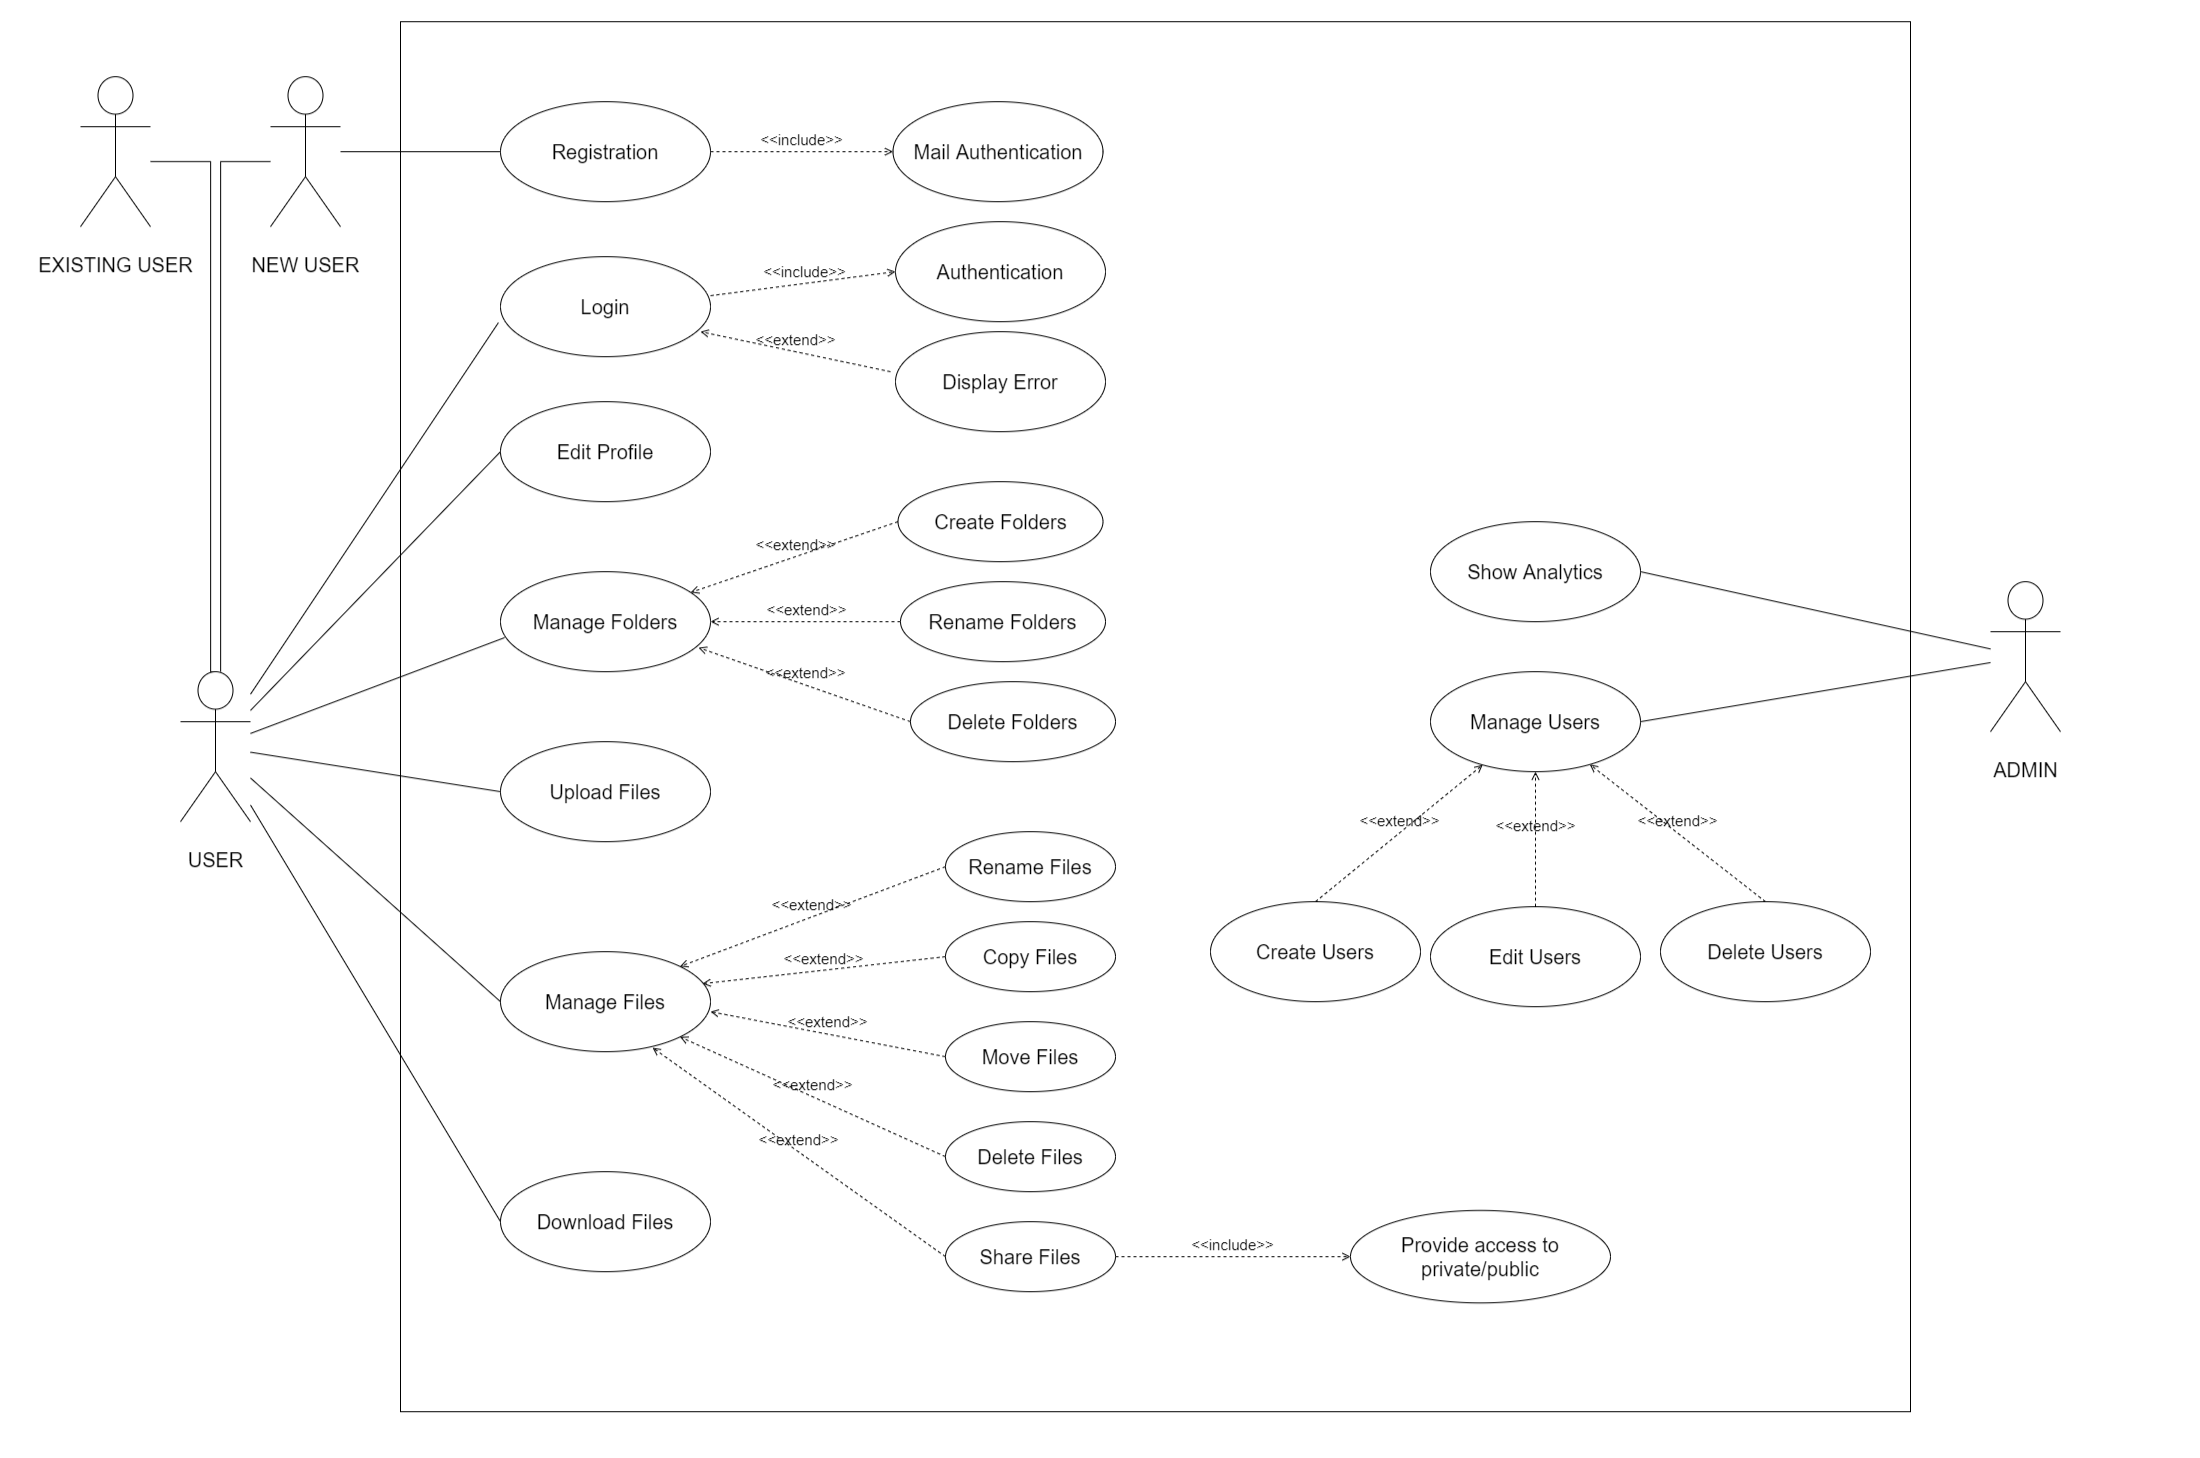 EXISTING USER
NEW USER
Registration
<<include>>
Mail Authentication
Login
<<include>>
Authentication
<<extend>>
Display Error
Edit Profile
Manage Folders
<<extend>>
Create Folders
<<extend>>
Rename Folders
<<extend>>
Delete Folders
USER
Upload Files
Manage Files
<<extend>>
Rename Files
<<extend>>
Copy Files
<<extend>>
Move Files
<<extend>>
Delete Files
<<extend>>
Share Files
<<include>>
Provide access to
private/public
Download Files
Show Analytics
Manage Users
ADMIN
<<extend>>
<<extend>>
<<extend>>
Create Users
Edit Users
Delete Users